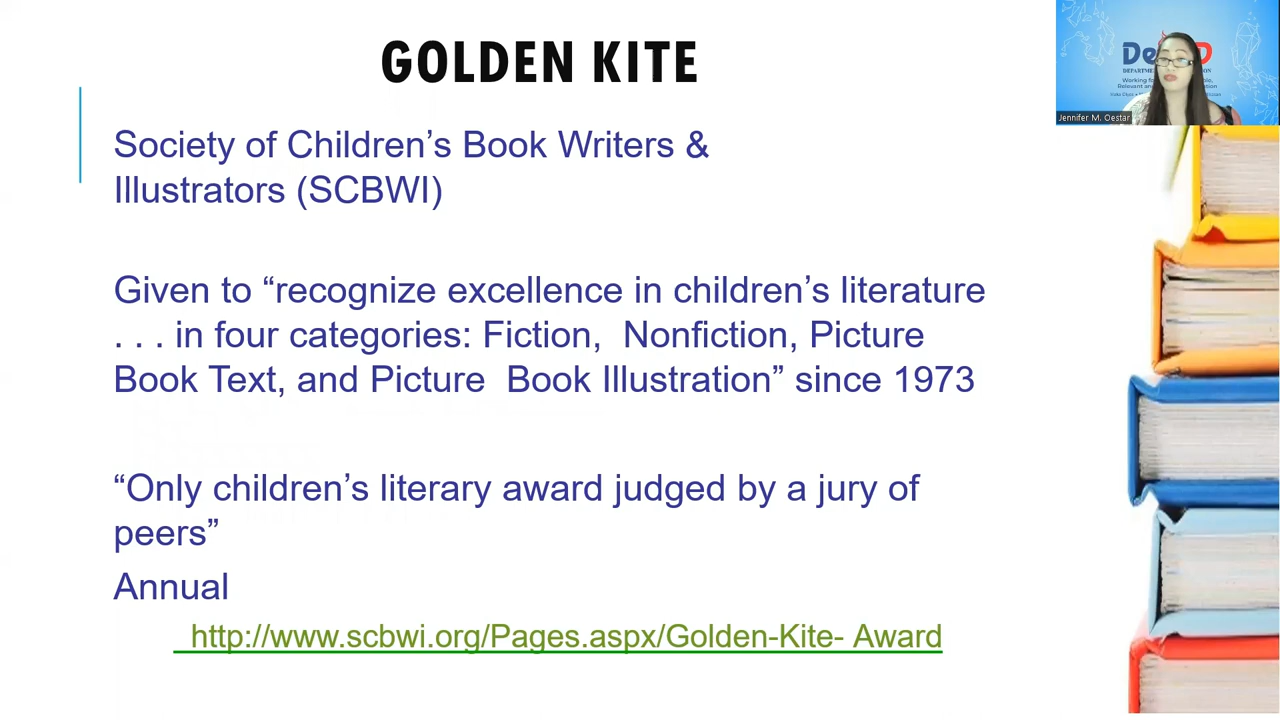 GOLDEN KITE
Society of Children’s Book Writers &
Illustrators (SCBWI)
Given to “recognize excellence in children’s literature
. . . in four categories: Fiction, Nonfiction, Picture
Book Text, and Picture Book Illustration” since 1973
“Only children’s literary award judged by a jury of
peers”
Annual
http://www.scbwi.org/Pages.aspx/Golden-Kite- Award
Jennifer M. Oestar